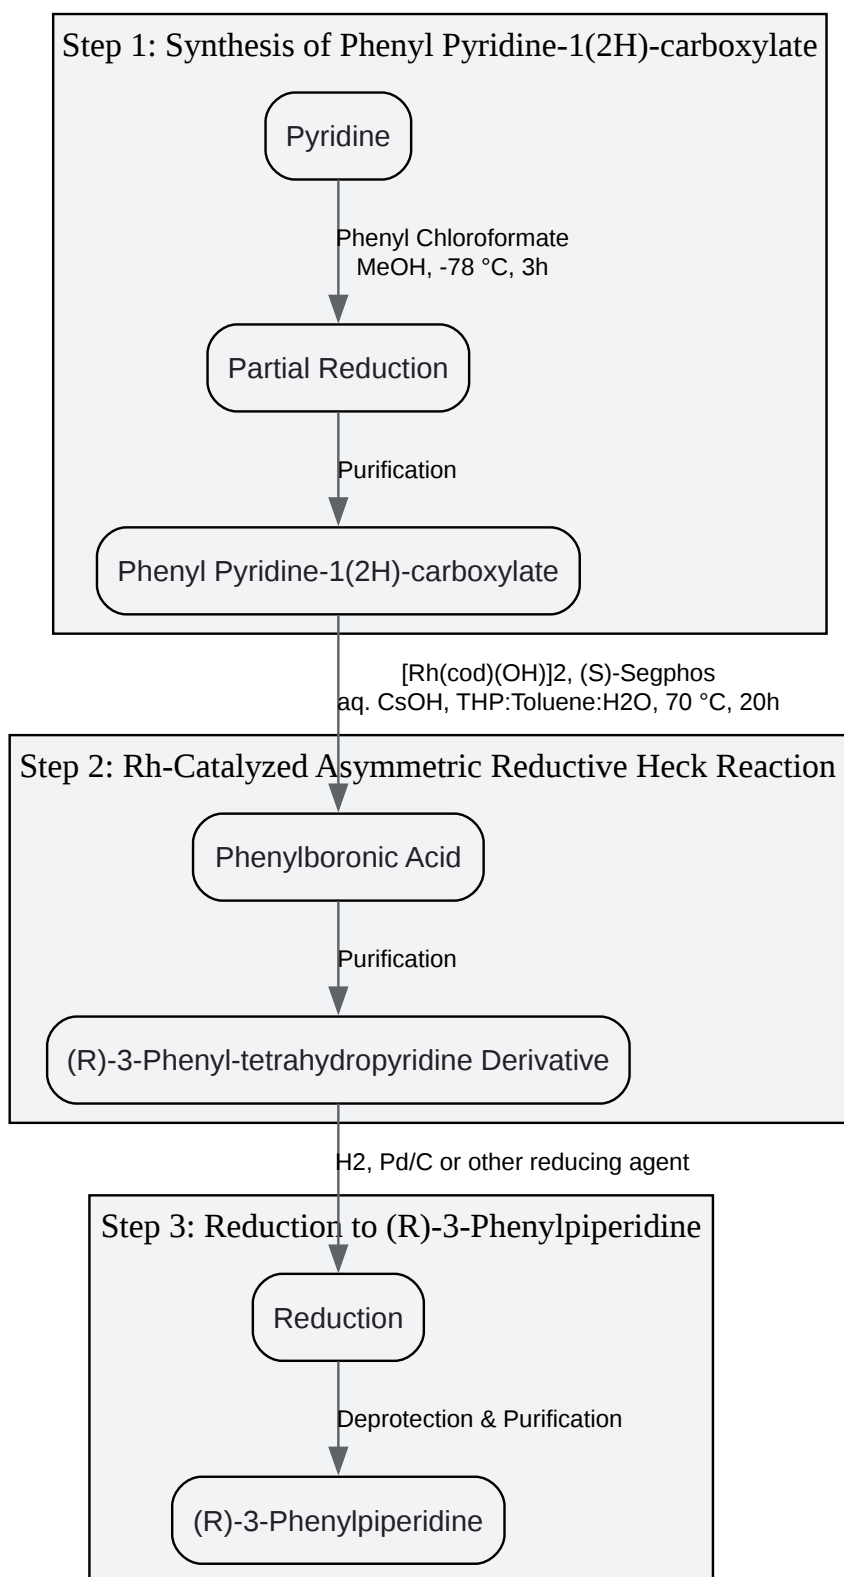 Step 1: Synthesis of Phenyl Pyridine-1(2H)-carboxylate
Pyridine
Phenyl Chloroformate
MeOH, -78 °C, 3h
Partial Reduction
Purification
Phenyl Pyridine-1(2H)-carboxylate
[Rh(cod)(OH)]2, (S)-Segphos
aq. CsOH, THP:Toluene:H2O, 70 °C, 20h
Step 2: Rh-Catalyzed Asymmetric Reductive Heck Reaction
Phenylboronic Acid
Purification
(R)-3-Phenyl-tetrahydropyridine Derivative
H2, Pd/C or other reducing agent
Step 3: Reduction to (R)-3-Phenylpiperidine
Reduction
Deprotection & Purification
(R)-3-Phenylpiperidine